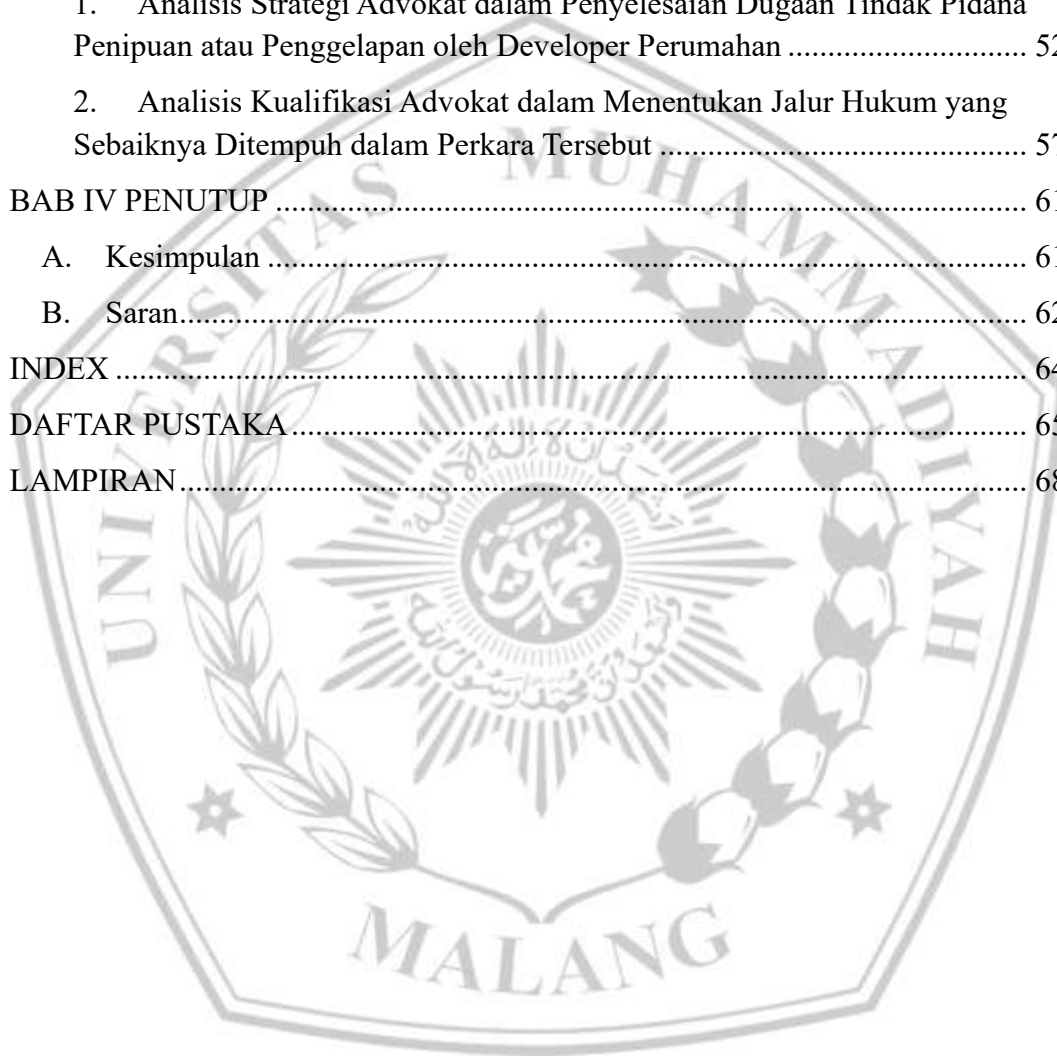 1. Analisis Strategi Advokat dalam Penyelesaian Dugaan Tindak Pidana
Penipuan atau Penggelapan oleh Developer Perumahan ............................ 52
2. Analisis Kualifikasi Advokat dalam Menentukan Jalur Hukum yang
Sebaiknya Ditempuh dalam Perkara Tersebut ........................................... 57
BAB IV PENUTUP ........................................................................................ 61
A. Kesimpulan ......................................................................................... 61
B. Saran.................................................................................................... 62
INDEX ........................................................................................................... 64
DAFTAR PUSTAKA...................................................................................... 65
LAMPIRAN.................................................................................................... 68
UNIVERSITAS MUHAMMADIYAH
MALANG